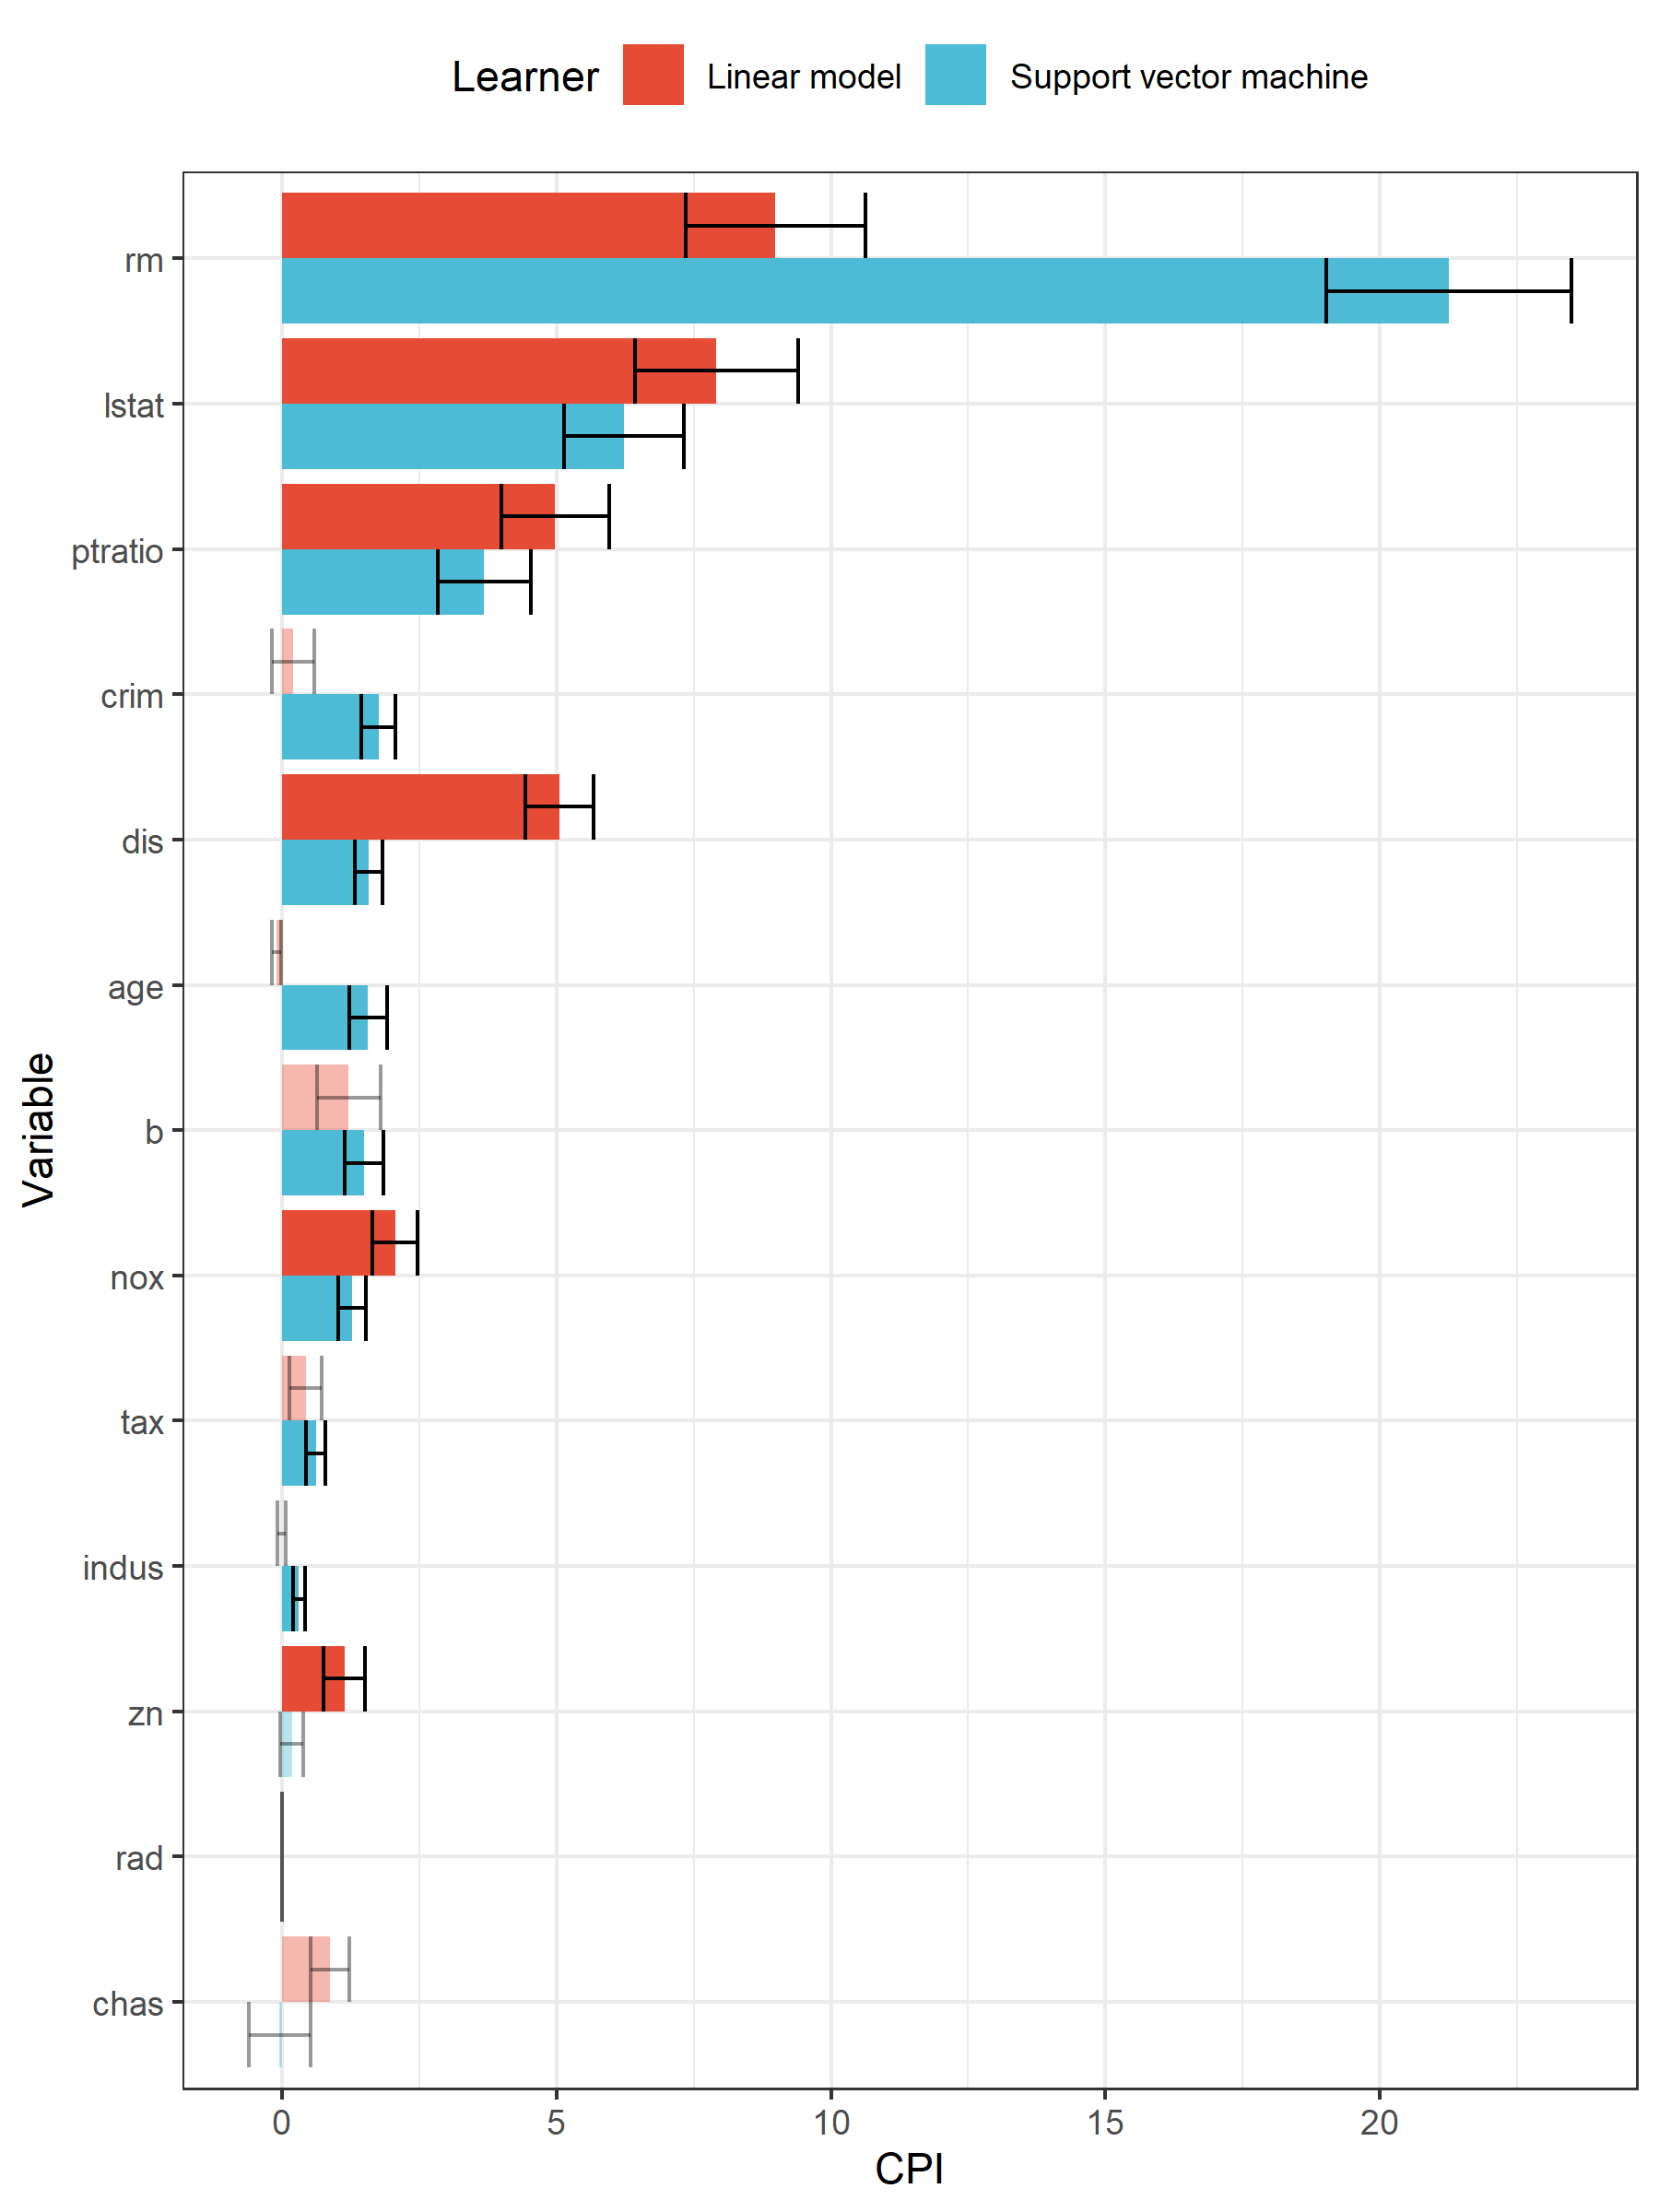 Learner Linear model Support vector machine
rm
lstat
ptratio
crim
dis
age
b
nox
tax
indus
zn
rad
chas
Variable
0 5 10 15 20
CPI